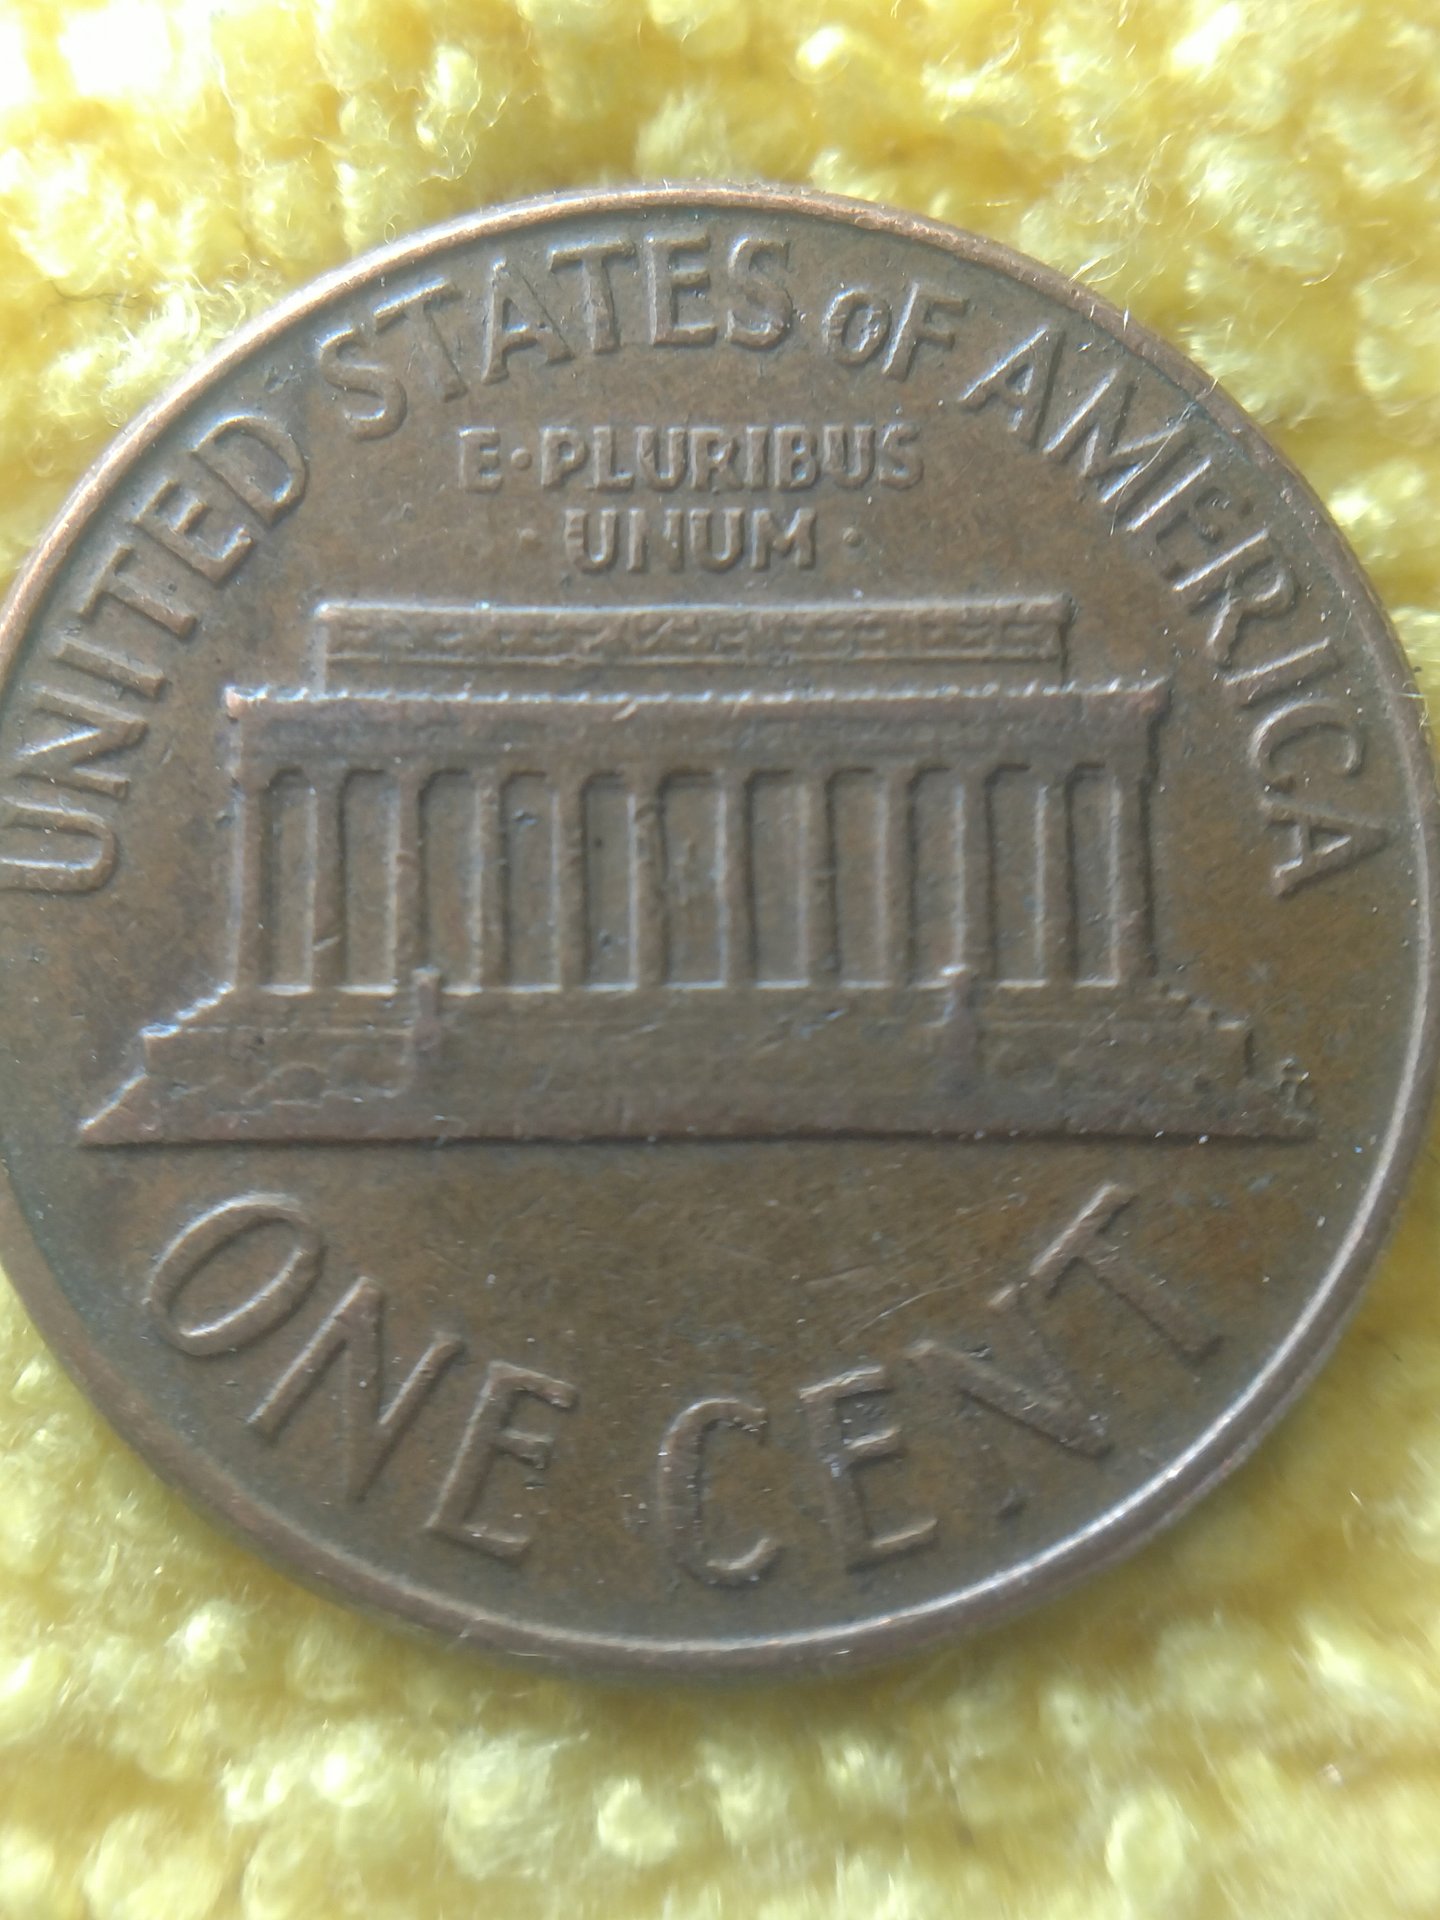 UNITED STATES OF AMERICA
E·PLURIBUS
·UNUM·
ONE CENT